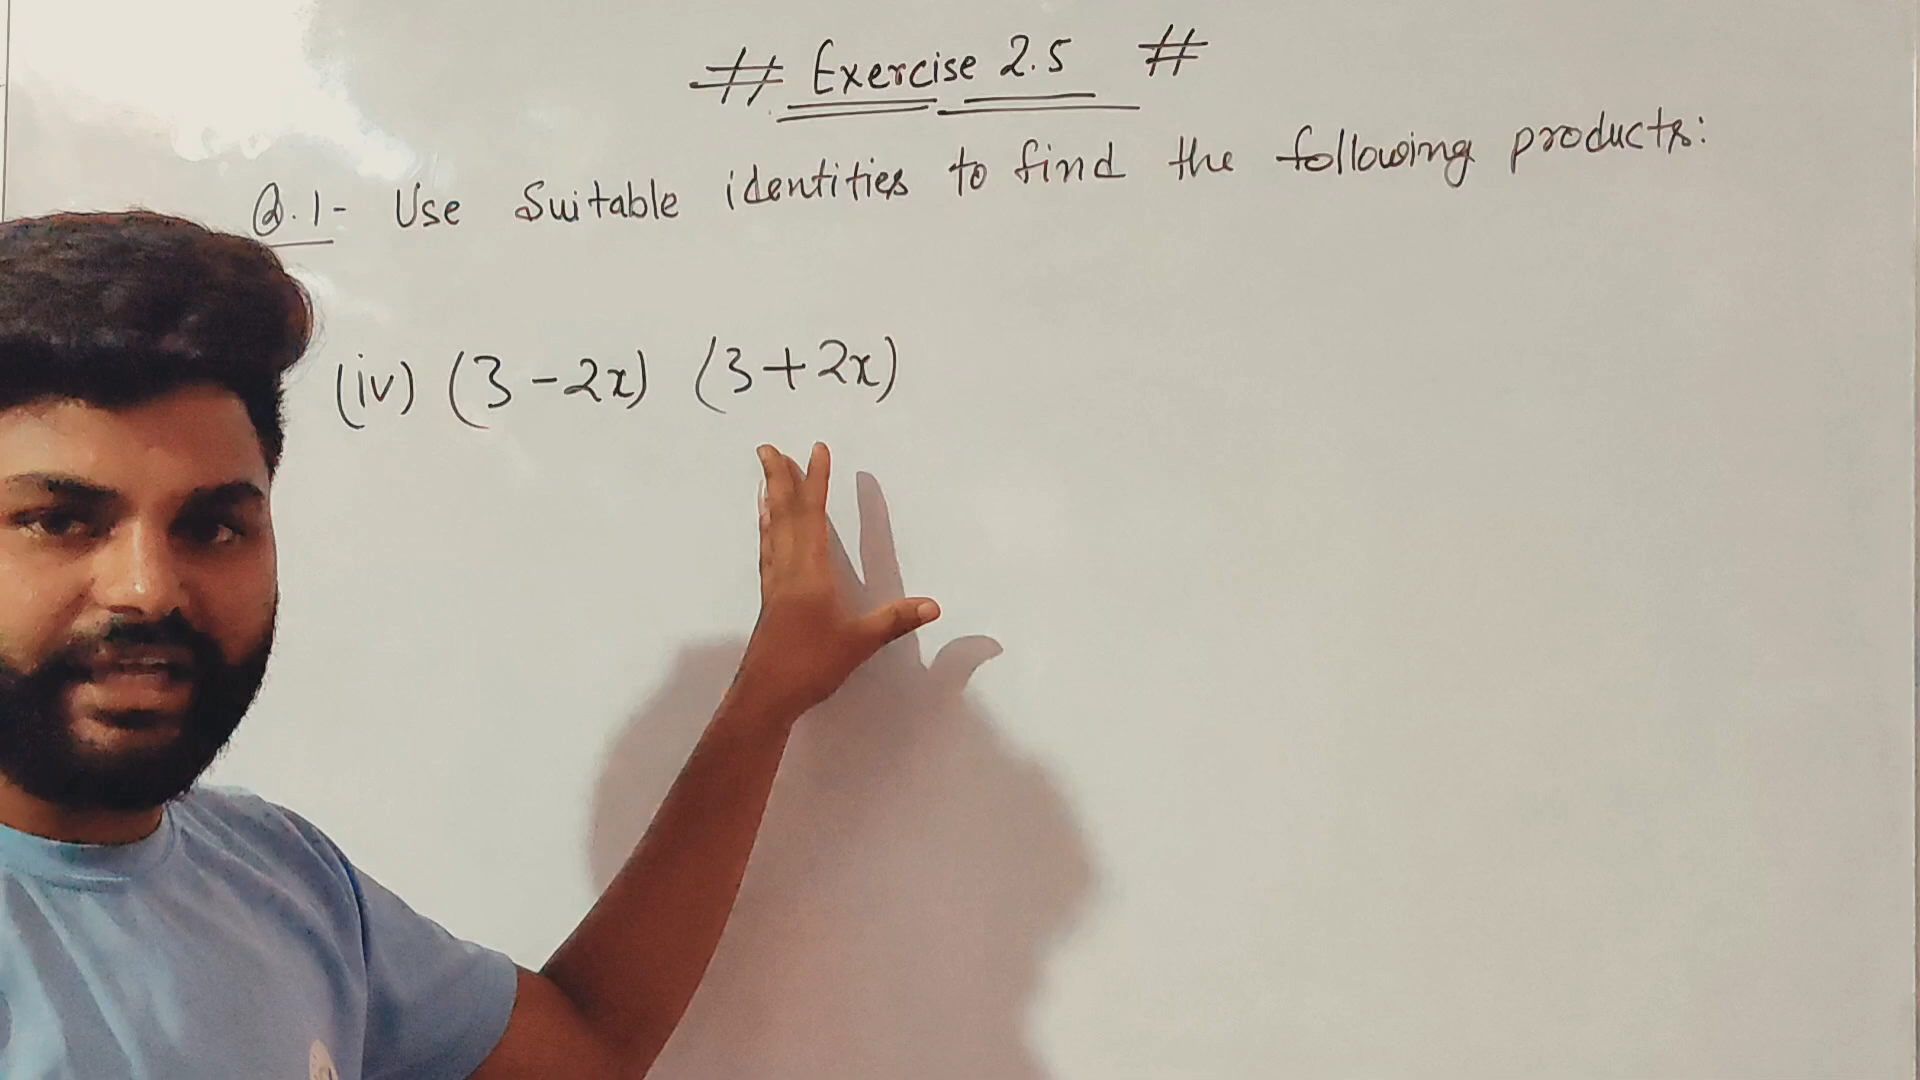 # Exercise 2.5 #
Q.1- Use Suitable identities to find the following products:
(iv) (3-2x) (3+2x)